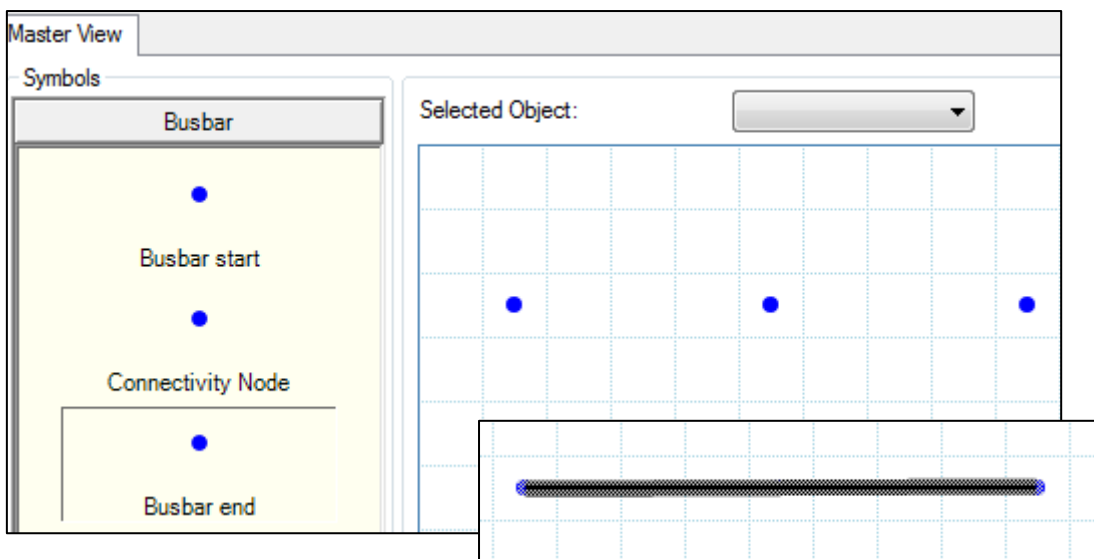 Master View
Symbols
Busbar
Selected Object:
Busbar start
Connectivity Node
Busbar end